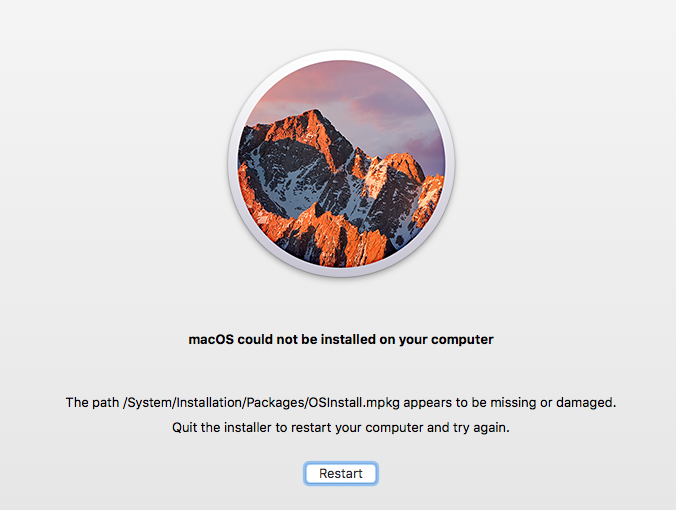 macOS could not be installed on your computer
The path /System/Installation/Packages/OSInstall.mpkg appears to be missing or damaged.
Quit the installer to restart your computer and try again.
Restart